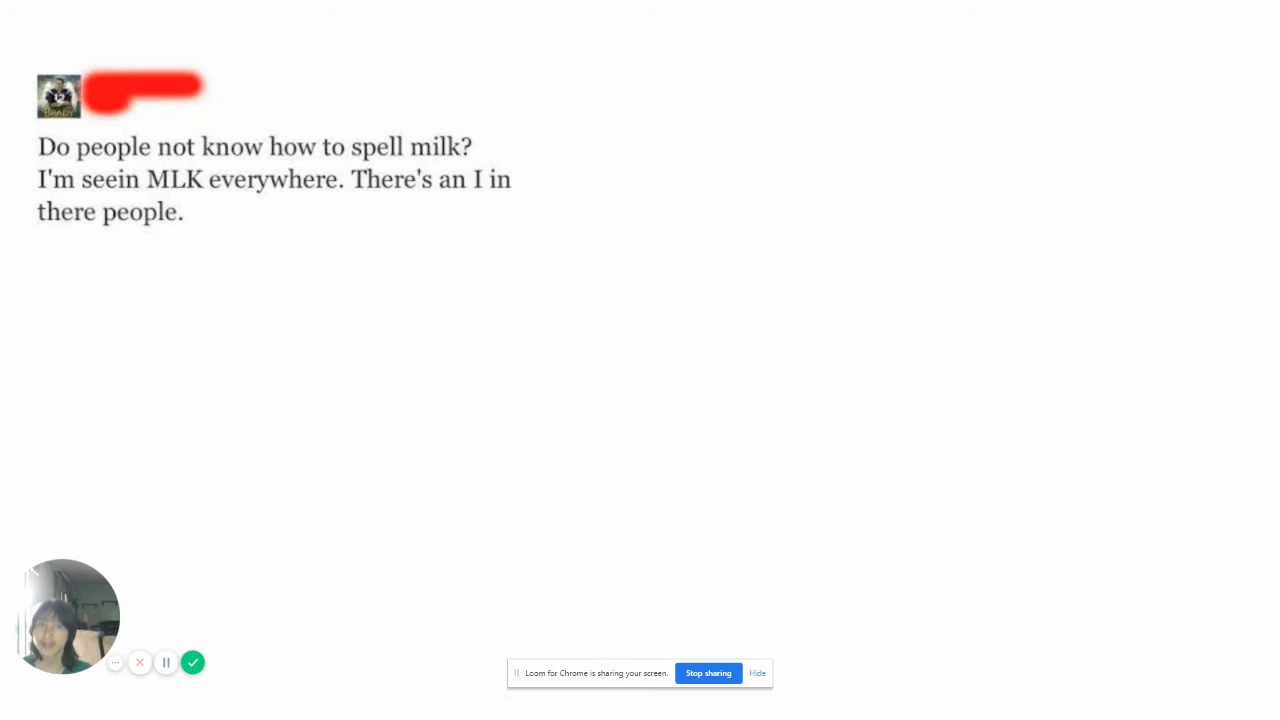 BRADY
Do people not know how to spell milk?
I'm seein MLK everywhere. There's an I in
there people.
Loom for Chrome is sharing your screen.
Stop sharing
Hide